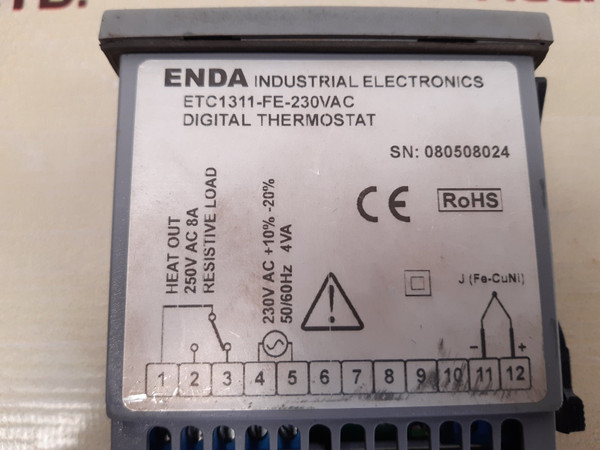 ENDA INDUSTRIAL ELECTRONICS
ETC1311-FE-230VAC
DIGITAL THERMOSTAT
SN: 080508024
CE
RoHS
HEAT OUT
250V AC 8A
RESISTIVE LOAD
230V AC +10% -20%
50/60Hz 4VA
!
J (Fe-CuNi)
- +
1 2 3 4 5 6 7 8 9 10 11 12